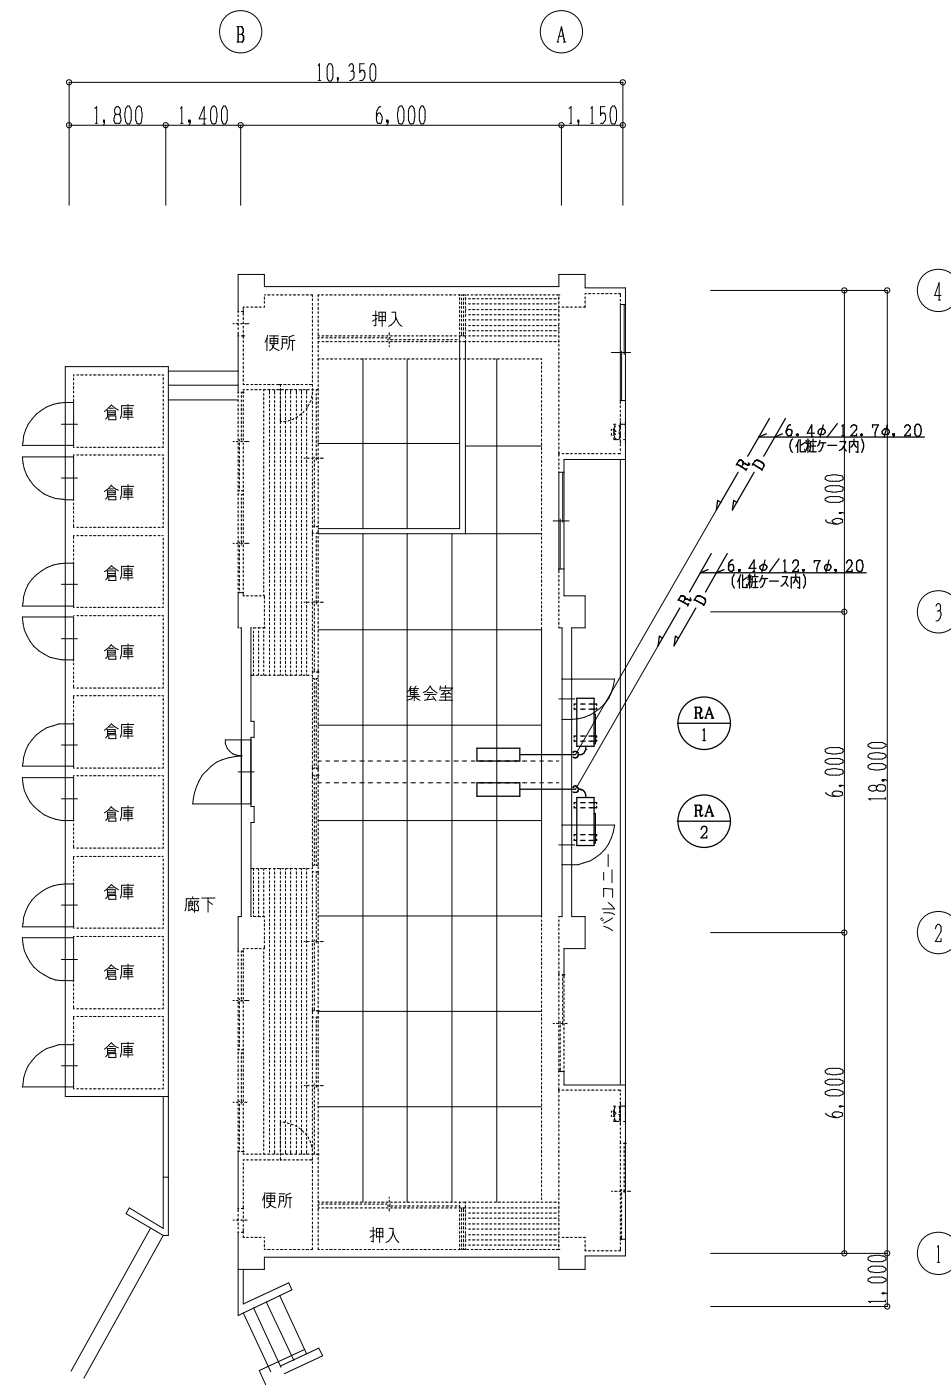 B
A
10,350
1,800
1,400
6,000
1,150
4
押入
便所
倉庫
6.4φ/12.7φ,20
(化粧ケース内)
R
D
倉庫
6,000
6.4φ/12.7φ,20
(化粧ケース内)
倉庫
R
D
3
倉庫
集会室
RA
1
倉庫
6,000
18,000
倉庫
RA
2
倉庫
廊下
バルコニー
2
倉庫
倉庫
6,000
便所
押入
1
1,000